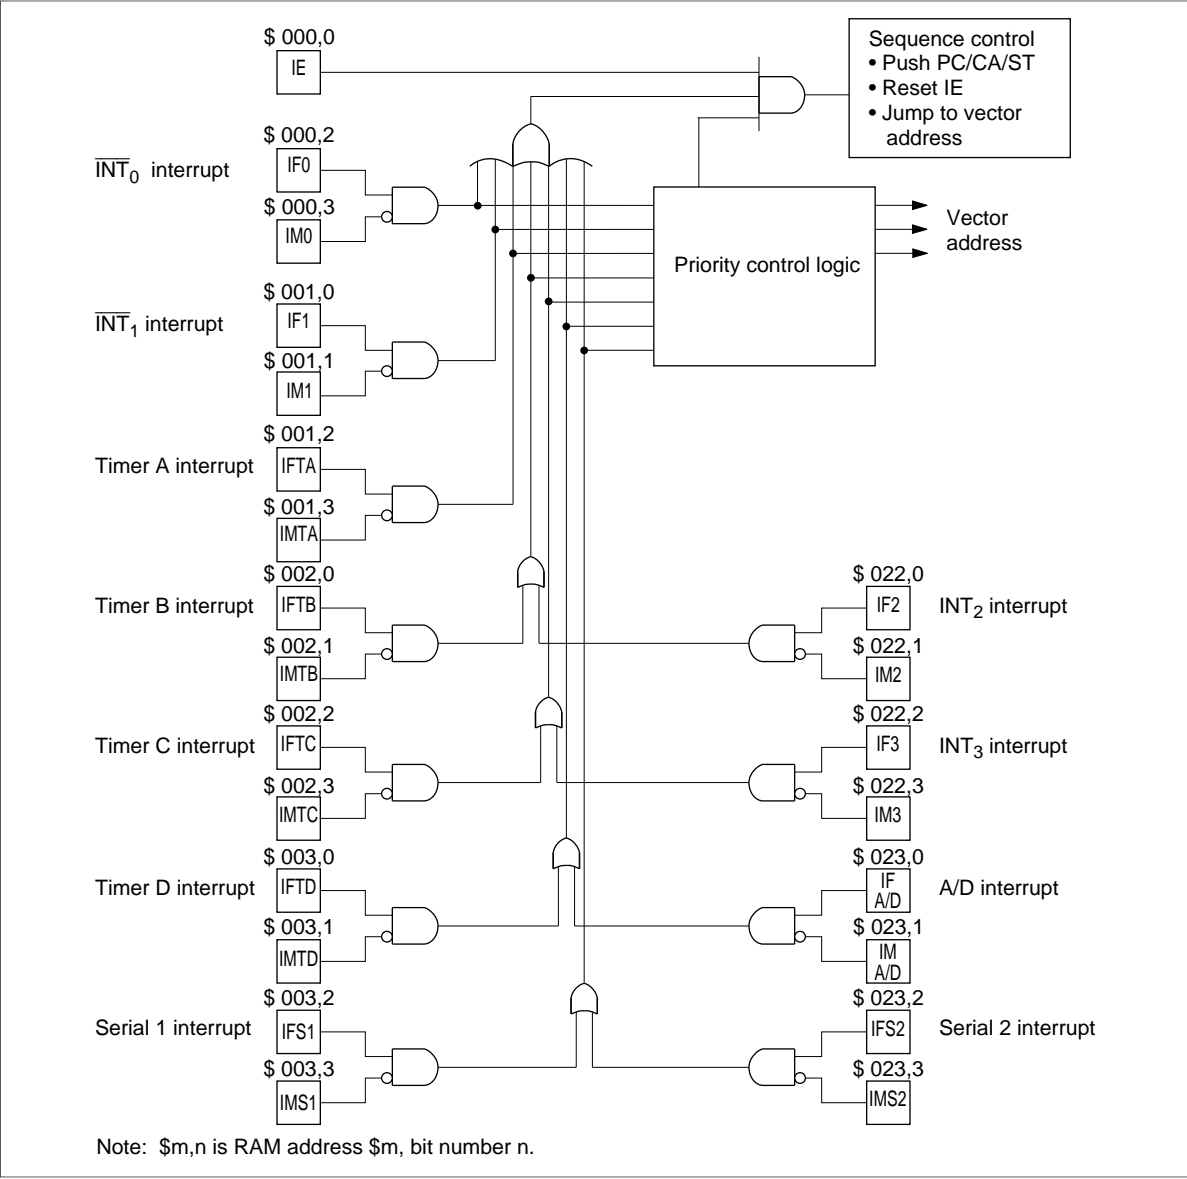 $ 000,0
IE
Sequence control
• Push PC/CA/ST
• Reset IE
• Jump to vector
address
$ 000,2
INT0 interrupt
IF0
$ 000,3
IM0
Priority control logic
Vector
address
$ 001,0
INT1 interrupt
IF1
$ 001,1
IM1
$ 001,2
Timer A interrupt
IFTA
$ 001,3
IMTA
$ 002,0
Timer B interrupt
IFTB
$ 002,1
IMTB
$ 022,0
IF2
INT2 interrupt
$ 022,1
IM2
$ 002,2
Timer C interrupt
IFTC
$ 002,3
IMTC
$ 022,2
IF3
INT3 interrupt
$ 022,3
IM3
$ 003,0
Timer D interrupt
IFTD
$ 003,1
IMTD
$ 023,0
IF
A/D
A/D interrupt
$ 023,1
IM
A/D
$ 003,2
Serial 1 interrupt
IFS1
$ 003,3
IMS1
$ 023,2
IFS2
Serial 2 interrupt
$ 023,3
IMS2
Note: $m,n is RAM address $m, bit number n.